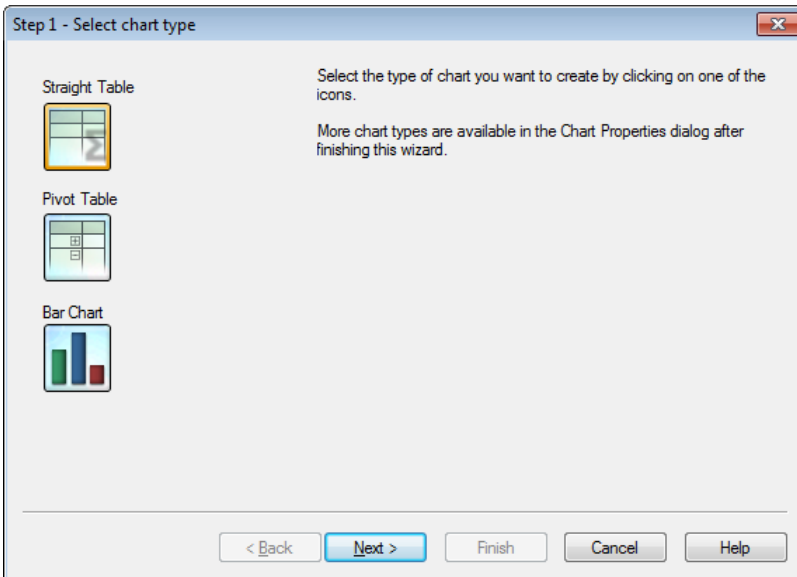 Step 1 - Select chart type
Straight Table
Select the type of chart you want to create by clicking on one of the
icons.
More chart types are available in the Chart Properties dialog after
finishing this wizard.
Pivot Table
Bar Chart
< Back
Next >
Finish
Cancel
Help